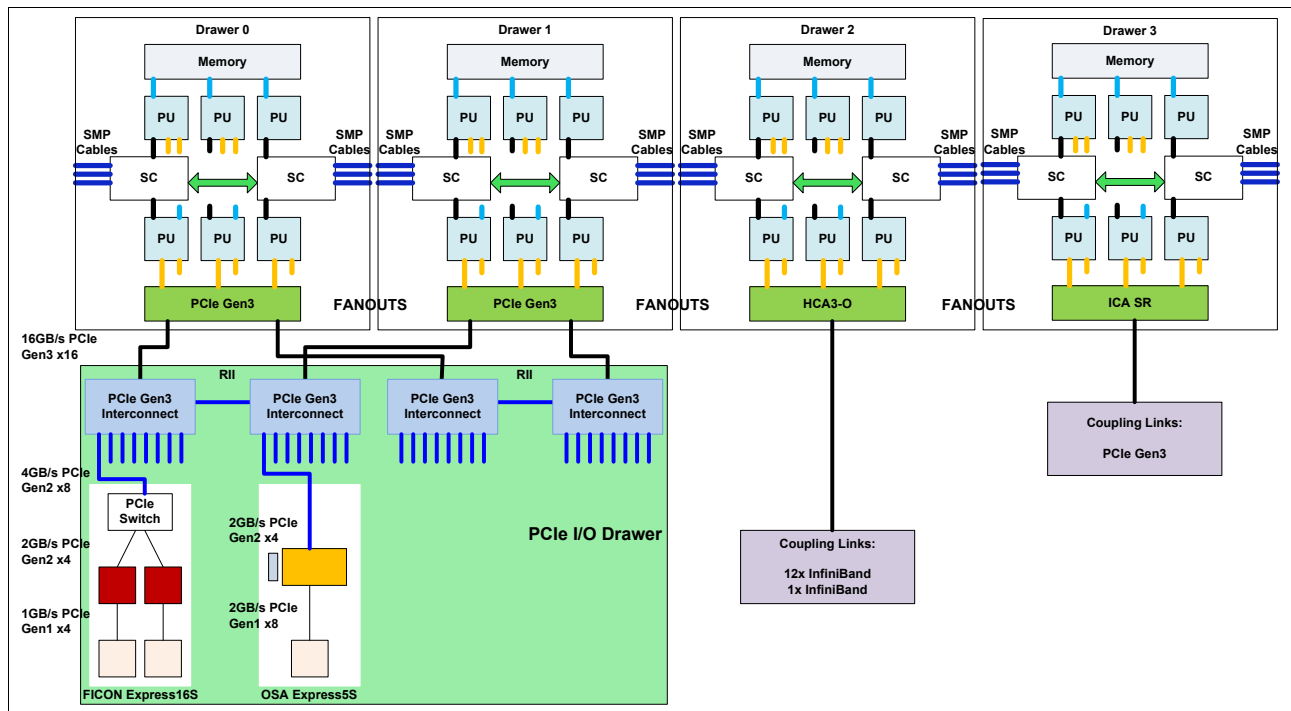 Drawer 0
Drawer 1
Drawer 2
Drawer 3
Memory
Memory
Memory
Memory
PU PU PU
PU PU PU
PU PU PU
PU PU PU
SMP
Cables
SMP
Cables
SMP
Cables
SMP
Cables
SMP
Cables
SMP
Cables
SMP
Cables
SMP
Cables
SC SC
SC SC
SC SC
SC SC
PU PU PU
PU PU PU
PU PU PU
PU PU PU
PCIe Gen3
FANOUTS
PCIe Gen3
FANOUTS
HCA3-O
FANOUTS
ICA SR
16GB/s PCIe
Gen3 x16
RII
RII
PCIe Gen3
Interconnect
PCIe Gen3
Interconnect
PCIe Gen3
Interconnect
PCIe Gen3
Interconnect
Coupling Links:
PCIe Gen3
4GB/s PCIe
Gen2 x8
PCIe
Switch
2GB/s PCIe
Gen2 x4
2GB/s PCIe
Gen2 x4
PCIe I/O Drawer
Coupling Links:
12x InfiniBand
1x InfiniBand
1GB/s PCIe
Gen1 x4
2GB/s PCIe
Gen1 x8
FICON Express16S
OSA Express5S